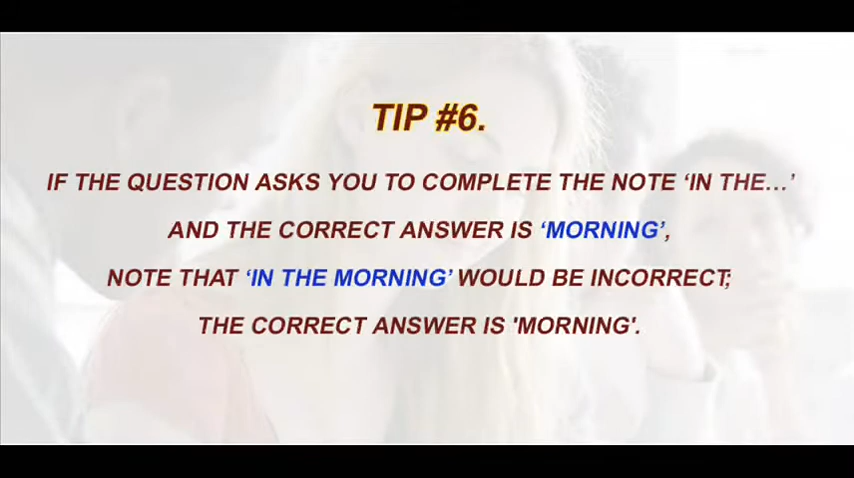 TIP #6.
IF THE QUESTION ASKS YOU TO COMPLETE THE NOTE ‘IN THE...’
AND THE CORRECT ANSWER IS ‘MORNING’,
NOTE THAT ‘IN THE MORNING’ WOULD BE INCORRECT;
THE CORRECT ANSWER IS 'MORNING'.